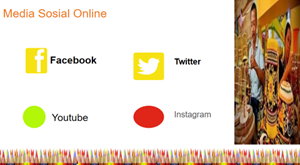 Media Sosial Online
Facebook
Twitter
Youtube
Instagram